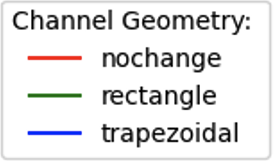 Channel Geometry:
nochange
rectangle
trapezoidal